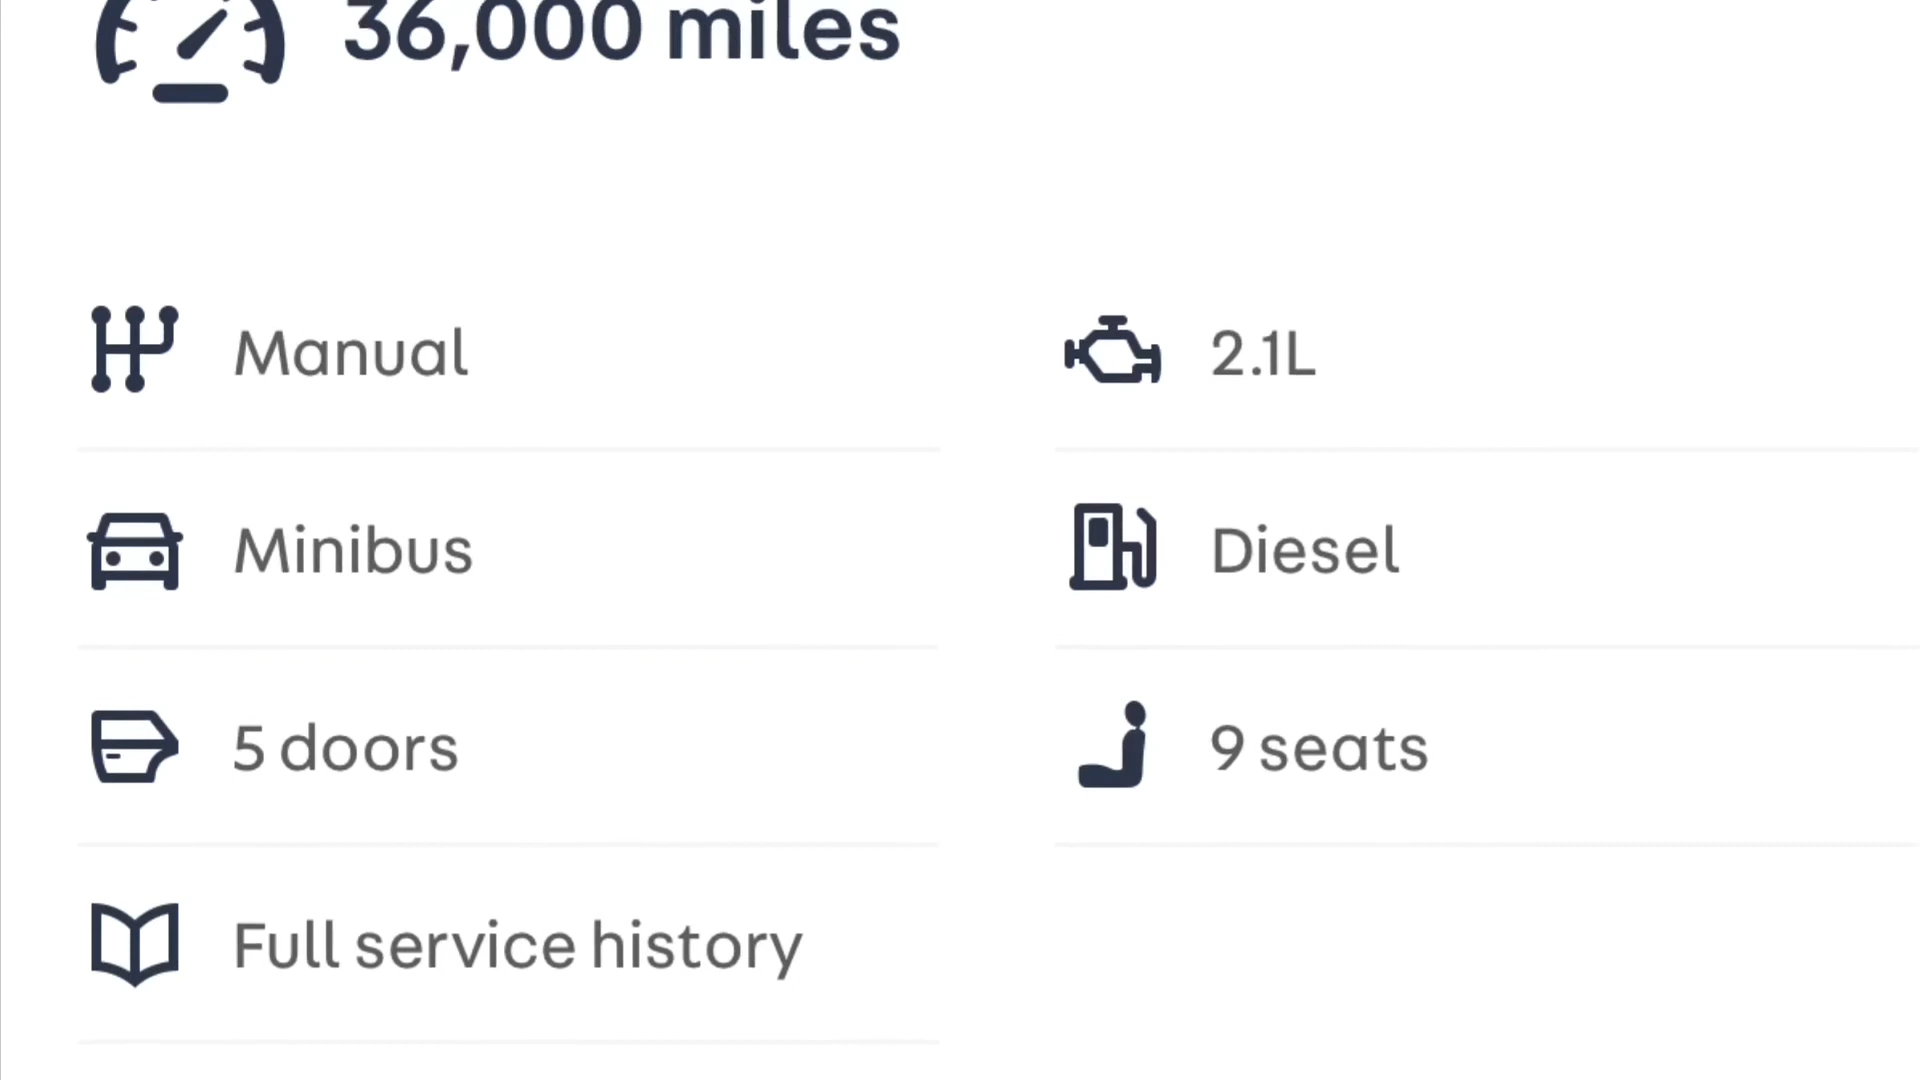 36,000 miles
Manual
2.1L
Minibus
Diesel
5 doors
9 seats
Full service history